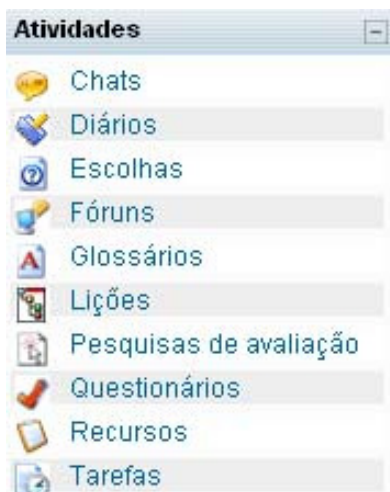 Atividades
Chats
Diários
Escolhas
Fóruns
Glossários
Lições
Pesquisas de avaliação
Questionários
Recursos
Tarefas